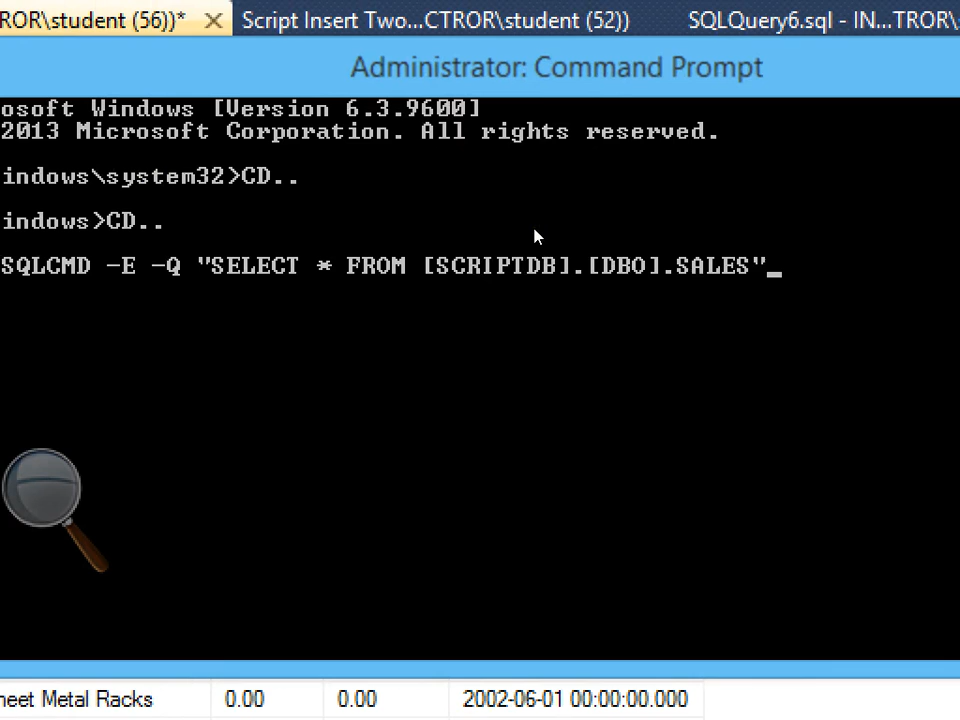 ROR\student (56))* Script Insert Two...CTROR\student (52)) SQLQuery6.sql - IN...TROR\
Administrator: Command Prompt
osoft Windows [Version 6.3.9600]
2013 Microsoft Corporation. All rights reserved.
indows\system32>CD..
indows>CD..
SQLCMD -E -Q "SELECT * FROM [SCRIPTDB].[DBO].SALES"_
heet Metal Racks 0.00 0.00 2002-06-01 00:00:00.000